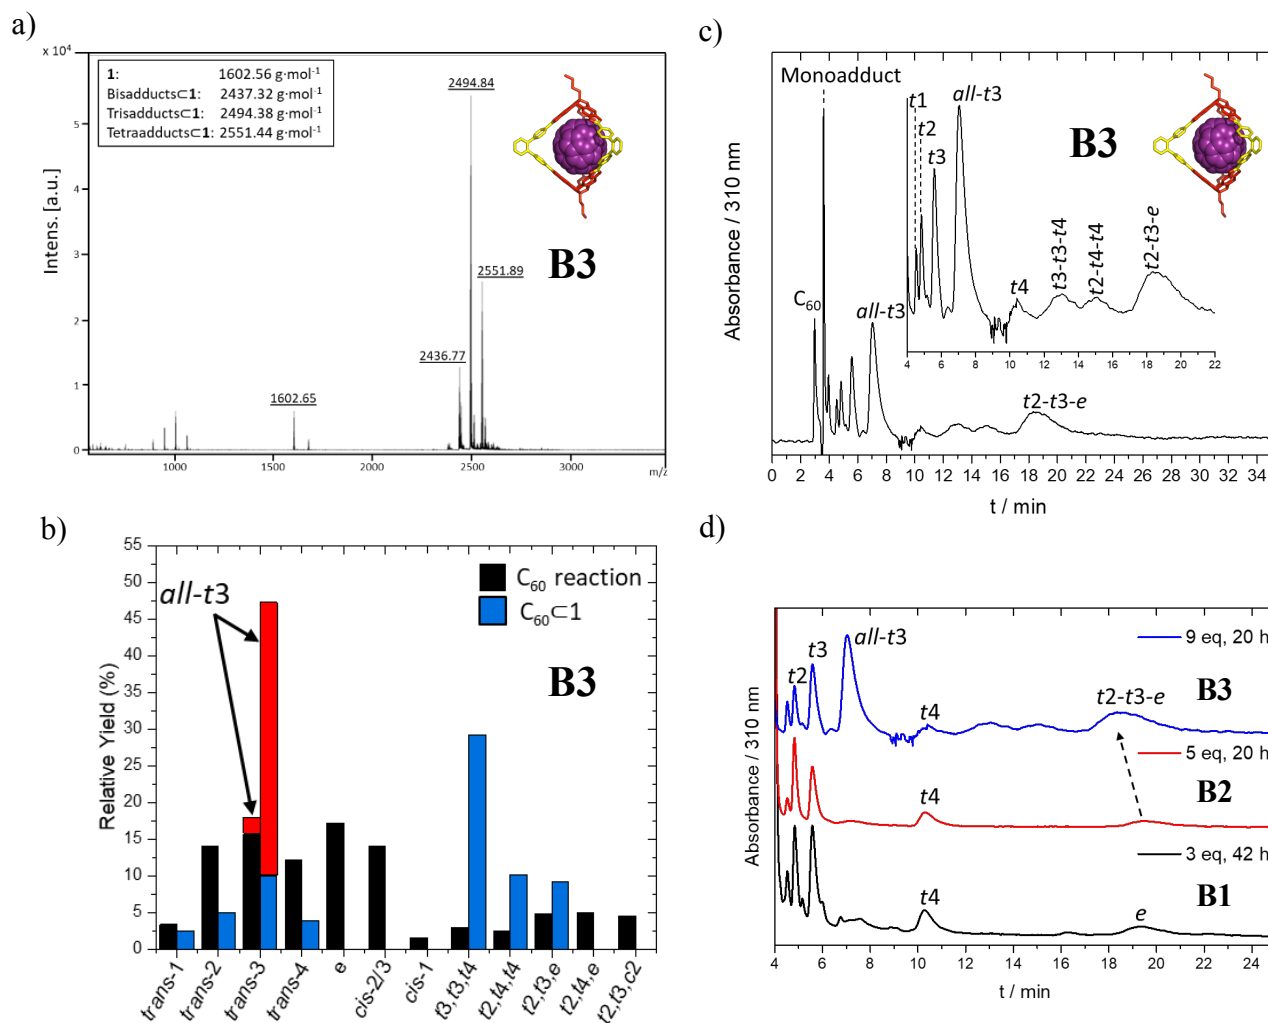 a)
x 10⁴
1: 1602.56 g·mol⁻¹
Bisadducts⊂1: 2437.32 g·mol⁻¹
Trisadducts⊂1: 2494.38 g·mol⁻¹
Tetraadducts⊂1: 2551.44 g·mol⁻¹
2494.84
B3
2551.89
2436.77
1602.65
Intens. [a.u.]
5
4
3
2
1
0
1000
1500
2000
2500
3000
m/z
b)
55
50
45
40
35
30
25
20
15
10
5
0
Relative Yield (%)
all-t3
C₆₀ reaction
C₆₀⊂1
B3
trans-1
trans-2
trans-3
trans-4
e
cis-2/3
cis-1
t3,t3,t4
t2,t4,t4
t2,t3,e
t2,t4,e
t2,t3,c2
c)
Absorbance / 310 nm
Monoadduct
C₆₀
all-t3
t2-t3-e
t1
t2
t3
all-t3
t4
t3-t3-t4
t2-t4-t4
t2-t3-e
B3
4 6 8 10 12 14 16 18 20 22
0 2 4 6 8 10 12 14 16 18 20 22 24 26 28 30 32 34
t / min
d)
Absorbance / 310 nm
all-t3
t2
t3
t4
t2-t3-e
9 eq, 20 h
B3
5 eq, 20 h
B2
t4
3 eq, 42 h
B1
t4
e
4 6 8 10 12 14 16 18 20 22 24
t / min